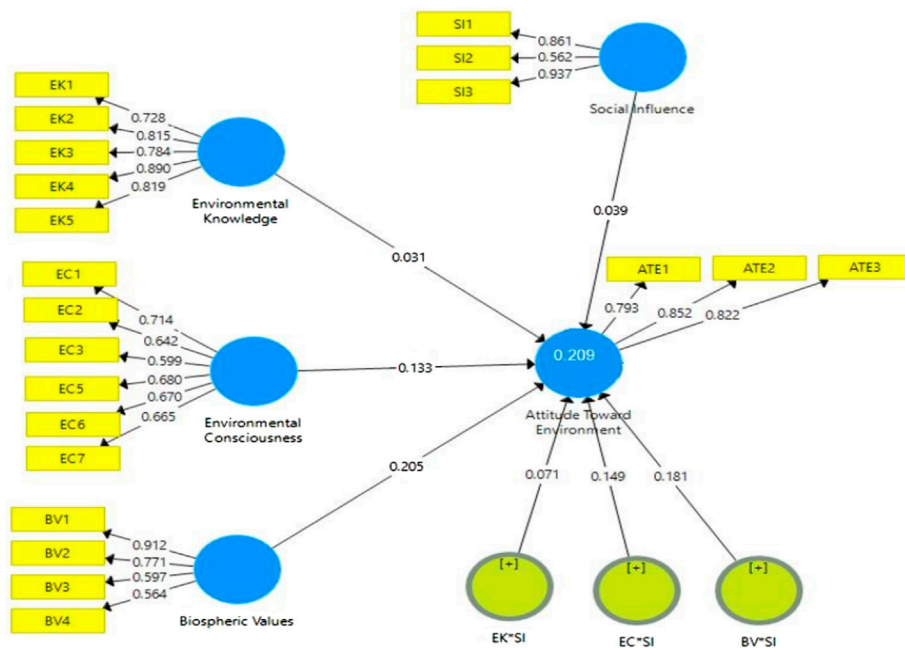 SI1
SI2
SI3
0.861
0.562
0.937
Social Influence
EK1
EK2
EK3
EK4
EK5
0.728
0.815
0.784
0.890
0.819
Environmental
Knowledge
0.031
0.039
EC1
EC2
EC3
EC5
EC6
EC7
0.714
0.642
0.599
0.680
0.670
0.665
Environmental
Consciousness
0.133
ATE1
ATE2
ATE3
0.793
0.852
0.822
0.209
Attitude Toward
Environment
BV1
BV2
BV3
BV4
0.912
0.771
0.597
0.564
Biospheric Values
0.205
0.071
0.149
0.181
[+]
[+]
[+]
EK*SI
EC*SI
BV*SI